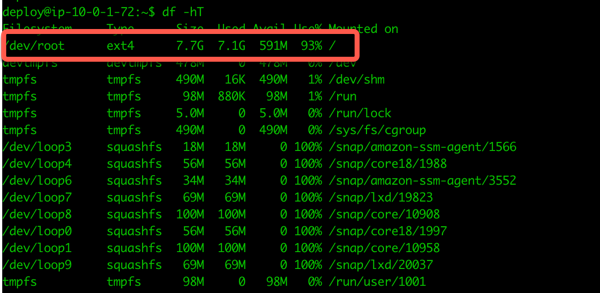 deploy@ip-10-0-1-72:~$ df -hT
Filesystem Type Size Used Avail Use% Mounted on
/dev/root ext4 7.7G 7.1G 591M 93% /
devtmpfs devtmpfs 478M 0 478M 0% /dev
tmpfs tmpfs 490M 16K 490M 1% /dev/shm
tmpfs tmpfs 98M 880K 98M 1% /run
tmpfs tmpfs 5.0M 0 5.0M 0% /run/lock
tmpfs tmpfs 490M 0 490M 0% /sys/fs/cgroup
/dev/loop3 squashfs 18M 18M 0 100% /snap/amazon-ssm-agent/1566
/dev/loop4 squashfs 56M 56M 0 100% /snap/core18/1988
/dev/loop6 squashfs 34M 34M 0 100% /snap/amazon-ssm-agent/3552
/dev/loop7 squashfs 69M 69M 0 100% /snap/lxd/19823
/dev/loop8 squashfs 100M 100M 0 100% /snap/core/10908
/dev/loop0 squashfs 56M 56M 0 100% /snap/core18/1997
/dev/loop1 squashfs 100M 100M 0 100% /snap/core/10958
/dev/loop9 squashfs 69M 69M 0 100% /snap/lxd/20037
tmpfs tmpfs 98M 0 98M 0% /run/user/1001